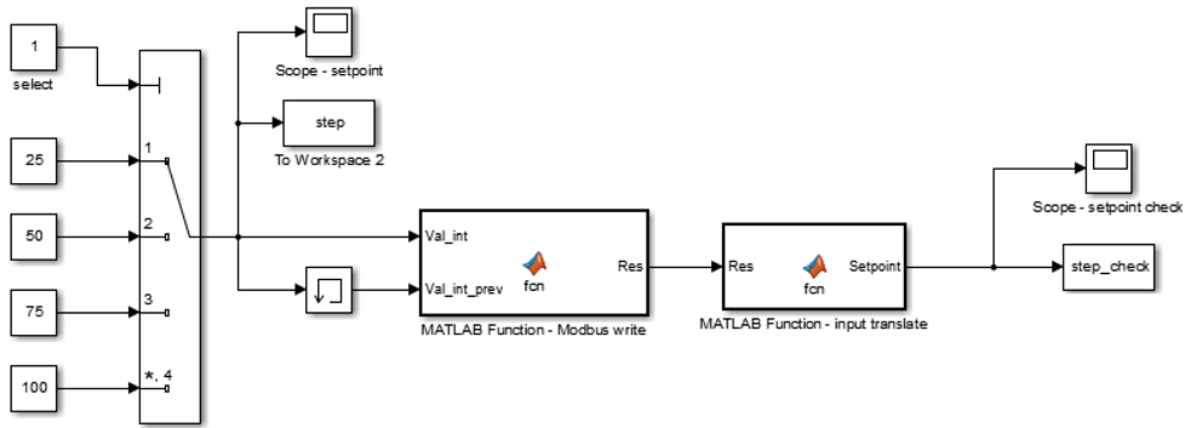 1
select
25
50
75
100
1
2
3
*, 4
Scope - setpoint
step
To Workspace 2
Val_int
Val_int_prev
Res
fcn
MATLAB Function - Modbus write
Res
Setpoint
fcn
MATLAB Function - input translate
Scope - setpoint check
step_check